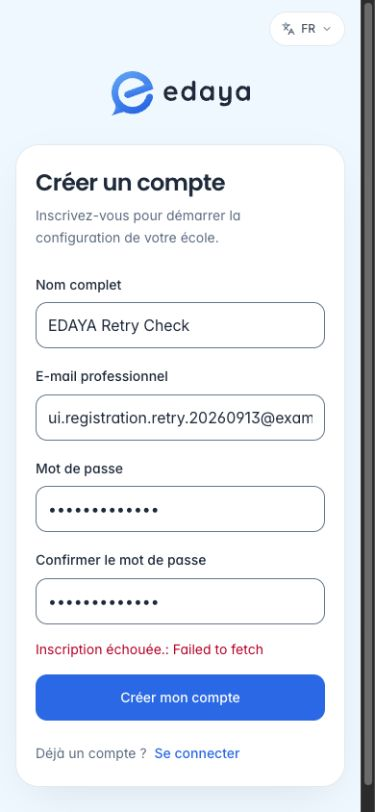 FR
edaya
Créer un compte
Inscrivez-vous pour démarrer la
configuration de votre école.
Nom complet
EDAYA Retry Check
E-mail professionnel
ui.registration.retry.20260913@exam
Mot de passe
•••••••••••••
Confirmer le mot de passe
•••••••••••••
Inscription échouée.: Failed to fetch
Créer mon compte
Déjà un compte ? Se connecter